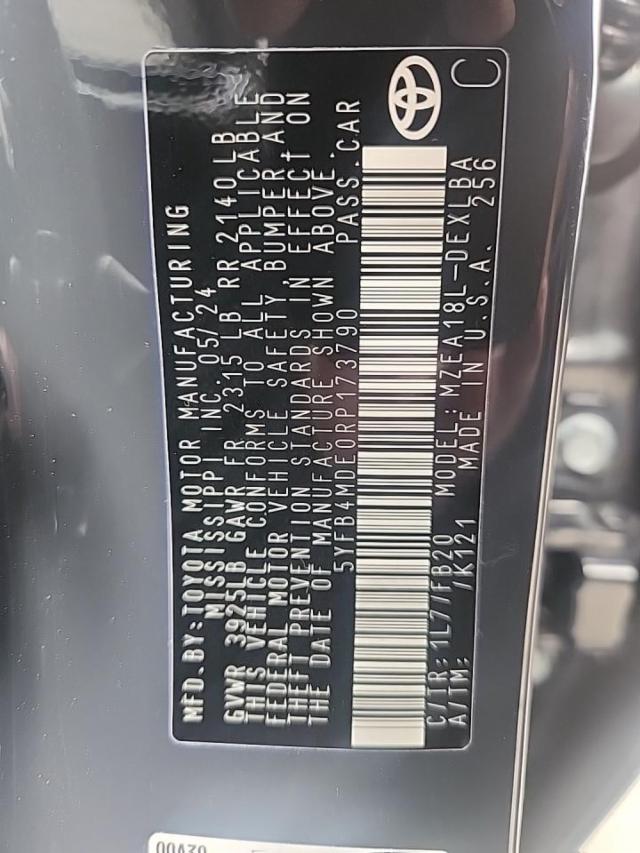 MFD.BY:TOYOTA MOTOR MANUFACTURING
MISSISSIPPI INC. 05/24
GVWR 3925LB GAWR FR 2315 LB RR 2140LB
THIS VEHICLE CONFORMS TO ALL APPLICABLE
FEDERAL MOTOR VEHICLE SAFETY, BUMPER AND
THEFT PREVENTION STANDARDS IN EFFECT ON
THE DATE OF MANUFACTURE SHOWN ABOVE.
5YFB4MDE0RP173790 PASS.CAR
C/TR:1L7/FB20 MODEL:MZEA18L-DEXLBA
A/TM: /K121 MADE IN U.S.A. 256
C